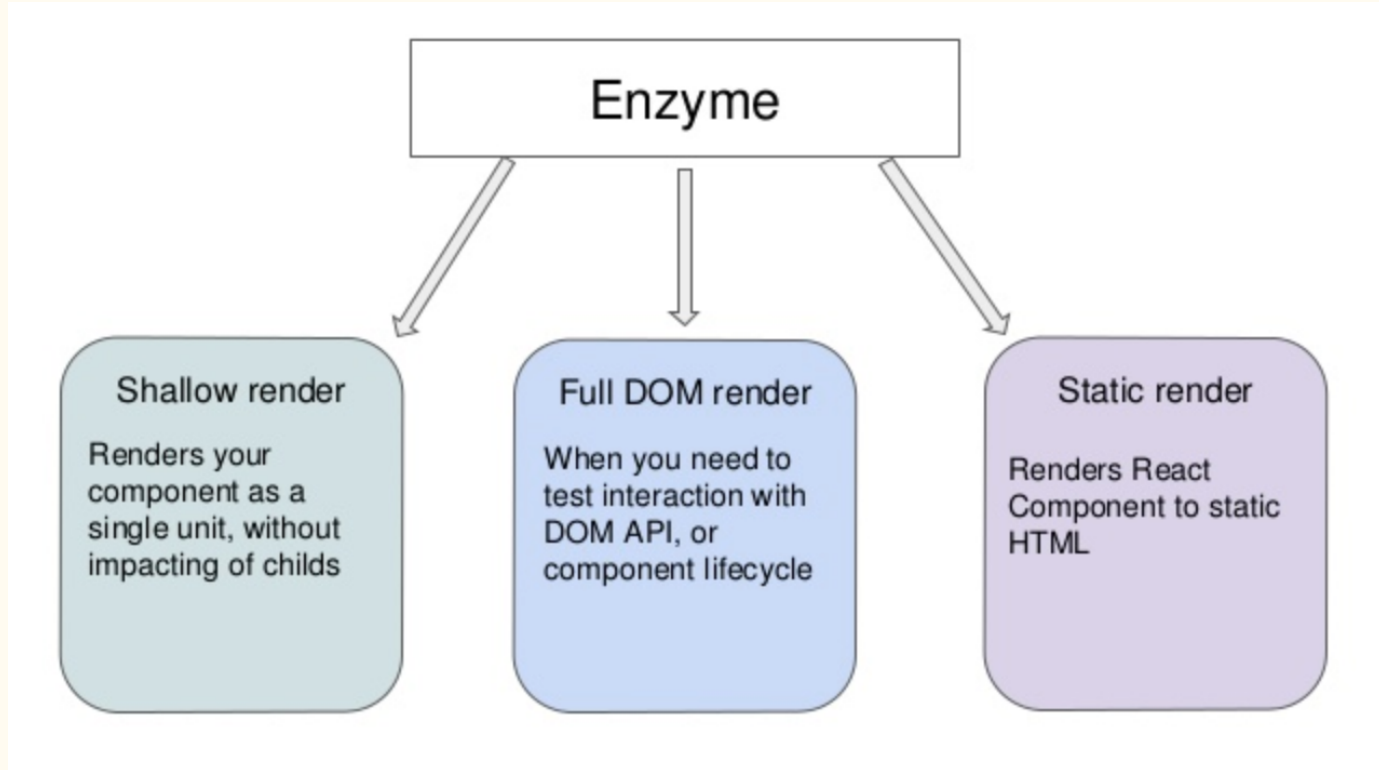 Enzyme
Shallow render
Renders your
component as a
single unit, without
impacting of childs
Full DOM render
When you need to
test interaction with
DOM API, or
component lifecycle
Static render
Renders React
Component to static
HTML